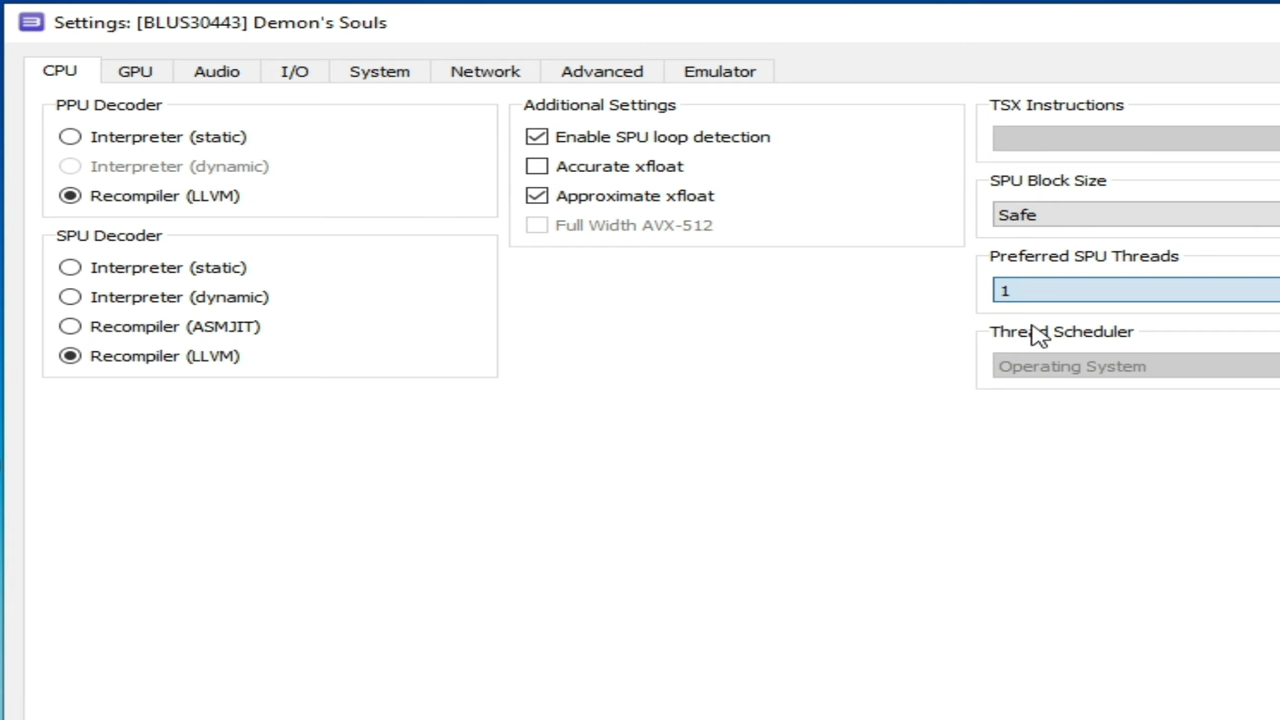 Settings: [BLUS30443] Demon's Souls
CPU GPU Audio I/O System Network Advanced Emulator
PPU Decoder
Interpreter (static)
Interpreter (dynamic)
Recompiler (LLVM)
SPU Decoder
Interpreter (static)
Interpreter (dynamic)
Recompiler (ASMJIT)
Recompiler (LLVM)
Additional Settings
Enable SPU loop detection
Accurate xfloat
Approximate xfloat
Full Width AVX-512
TSX Instructions
SPU Block Size
Safe
Preferred SPU Threads
1
Thread Scheduler
Operating System